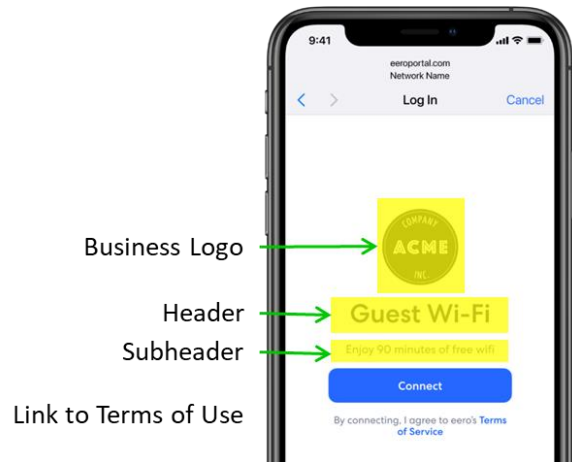 9:41
eeroportal.com
Network Name
Log In
Cancel
COMPANY
Business Logo
ACME
INC.
Header
Guest Wi-Fi
Subheader
Enjoy 90 minutes of free wifi
Connect
Link to Terms of Use
By connecting, I agree to eero's Terms
of Service